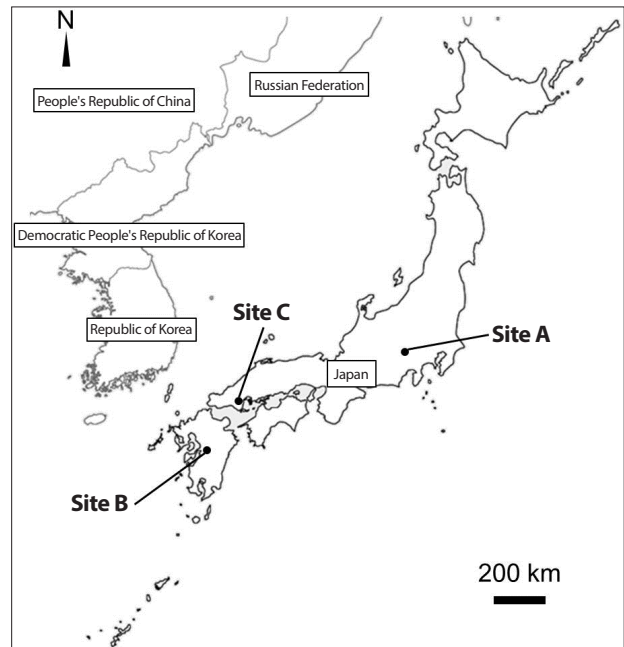 N
Russian Federation
People's Republic of China
Democratic People's Republic of Korea
Republic of Korea
Site C
Site A
Japan
Site B
200 km